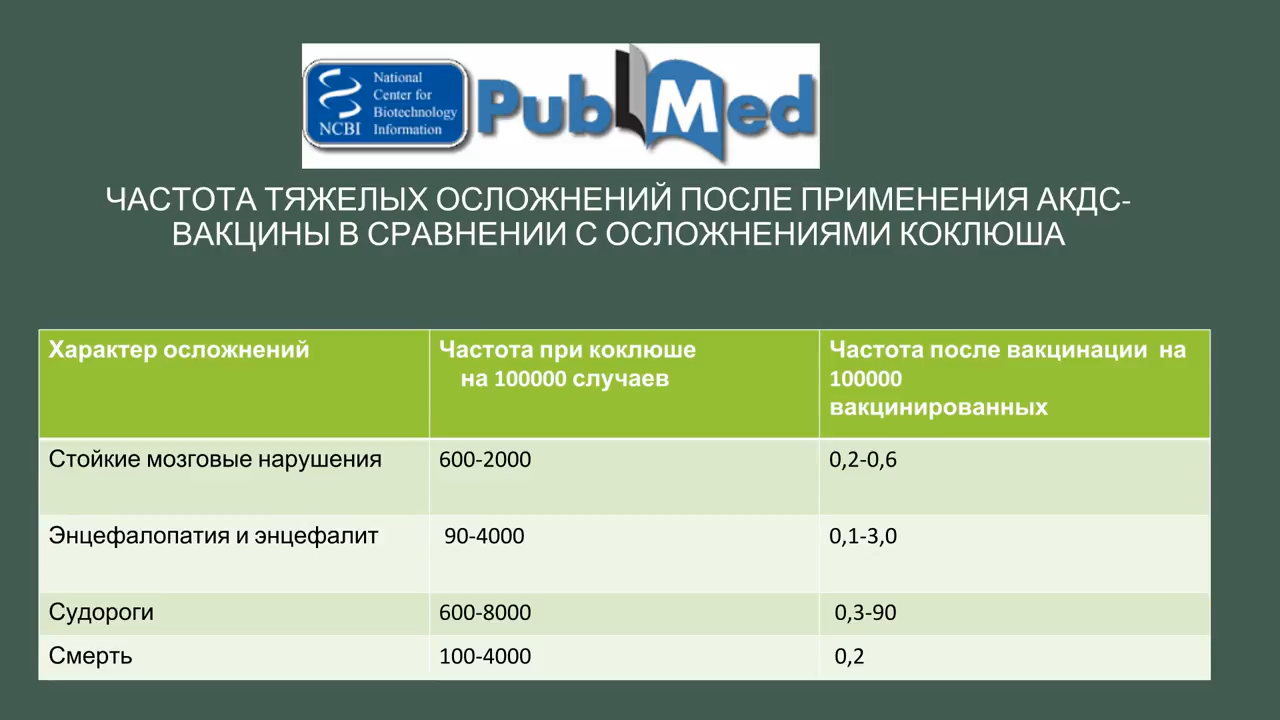 National
Center for
Biotechnology
Information
NCBI
PubMed
ЧАСТОТА ТЯЖЕЛЫХ ОСЛОЖНЕНИЙ ПОСЛЕ ПРИМЕНЕНИЯ АКДС-
ВАКЦИНЫ В СРАВНЕНИИ С ОСЛОЖНЕНИЯМИ КОКЛЮША
Характер осложнений
Частота при коклюше
на 100000 случаев
Частота после вакцинации на
100000
вакцинированных
Стойкие мозговые нарушения
600-2000
0,2-0,6
Энцефалопатия и энцефалит
90-4000
0,1-3,0
Судороги
600-8000
0,3-90
Смерть
100-4000
0,2